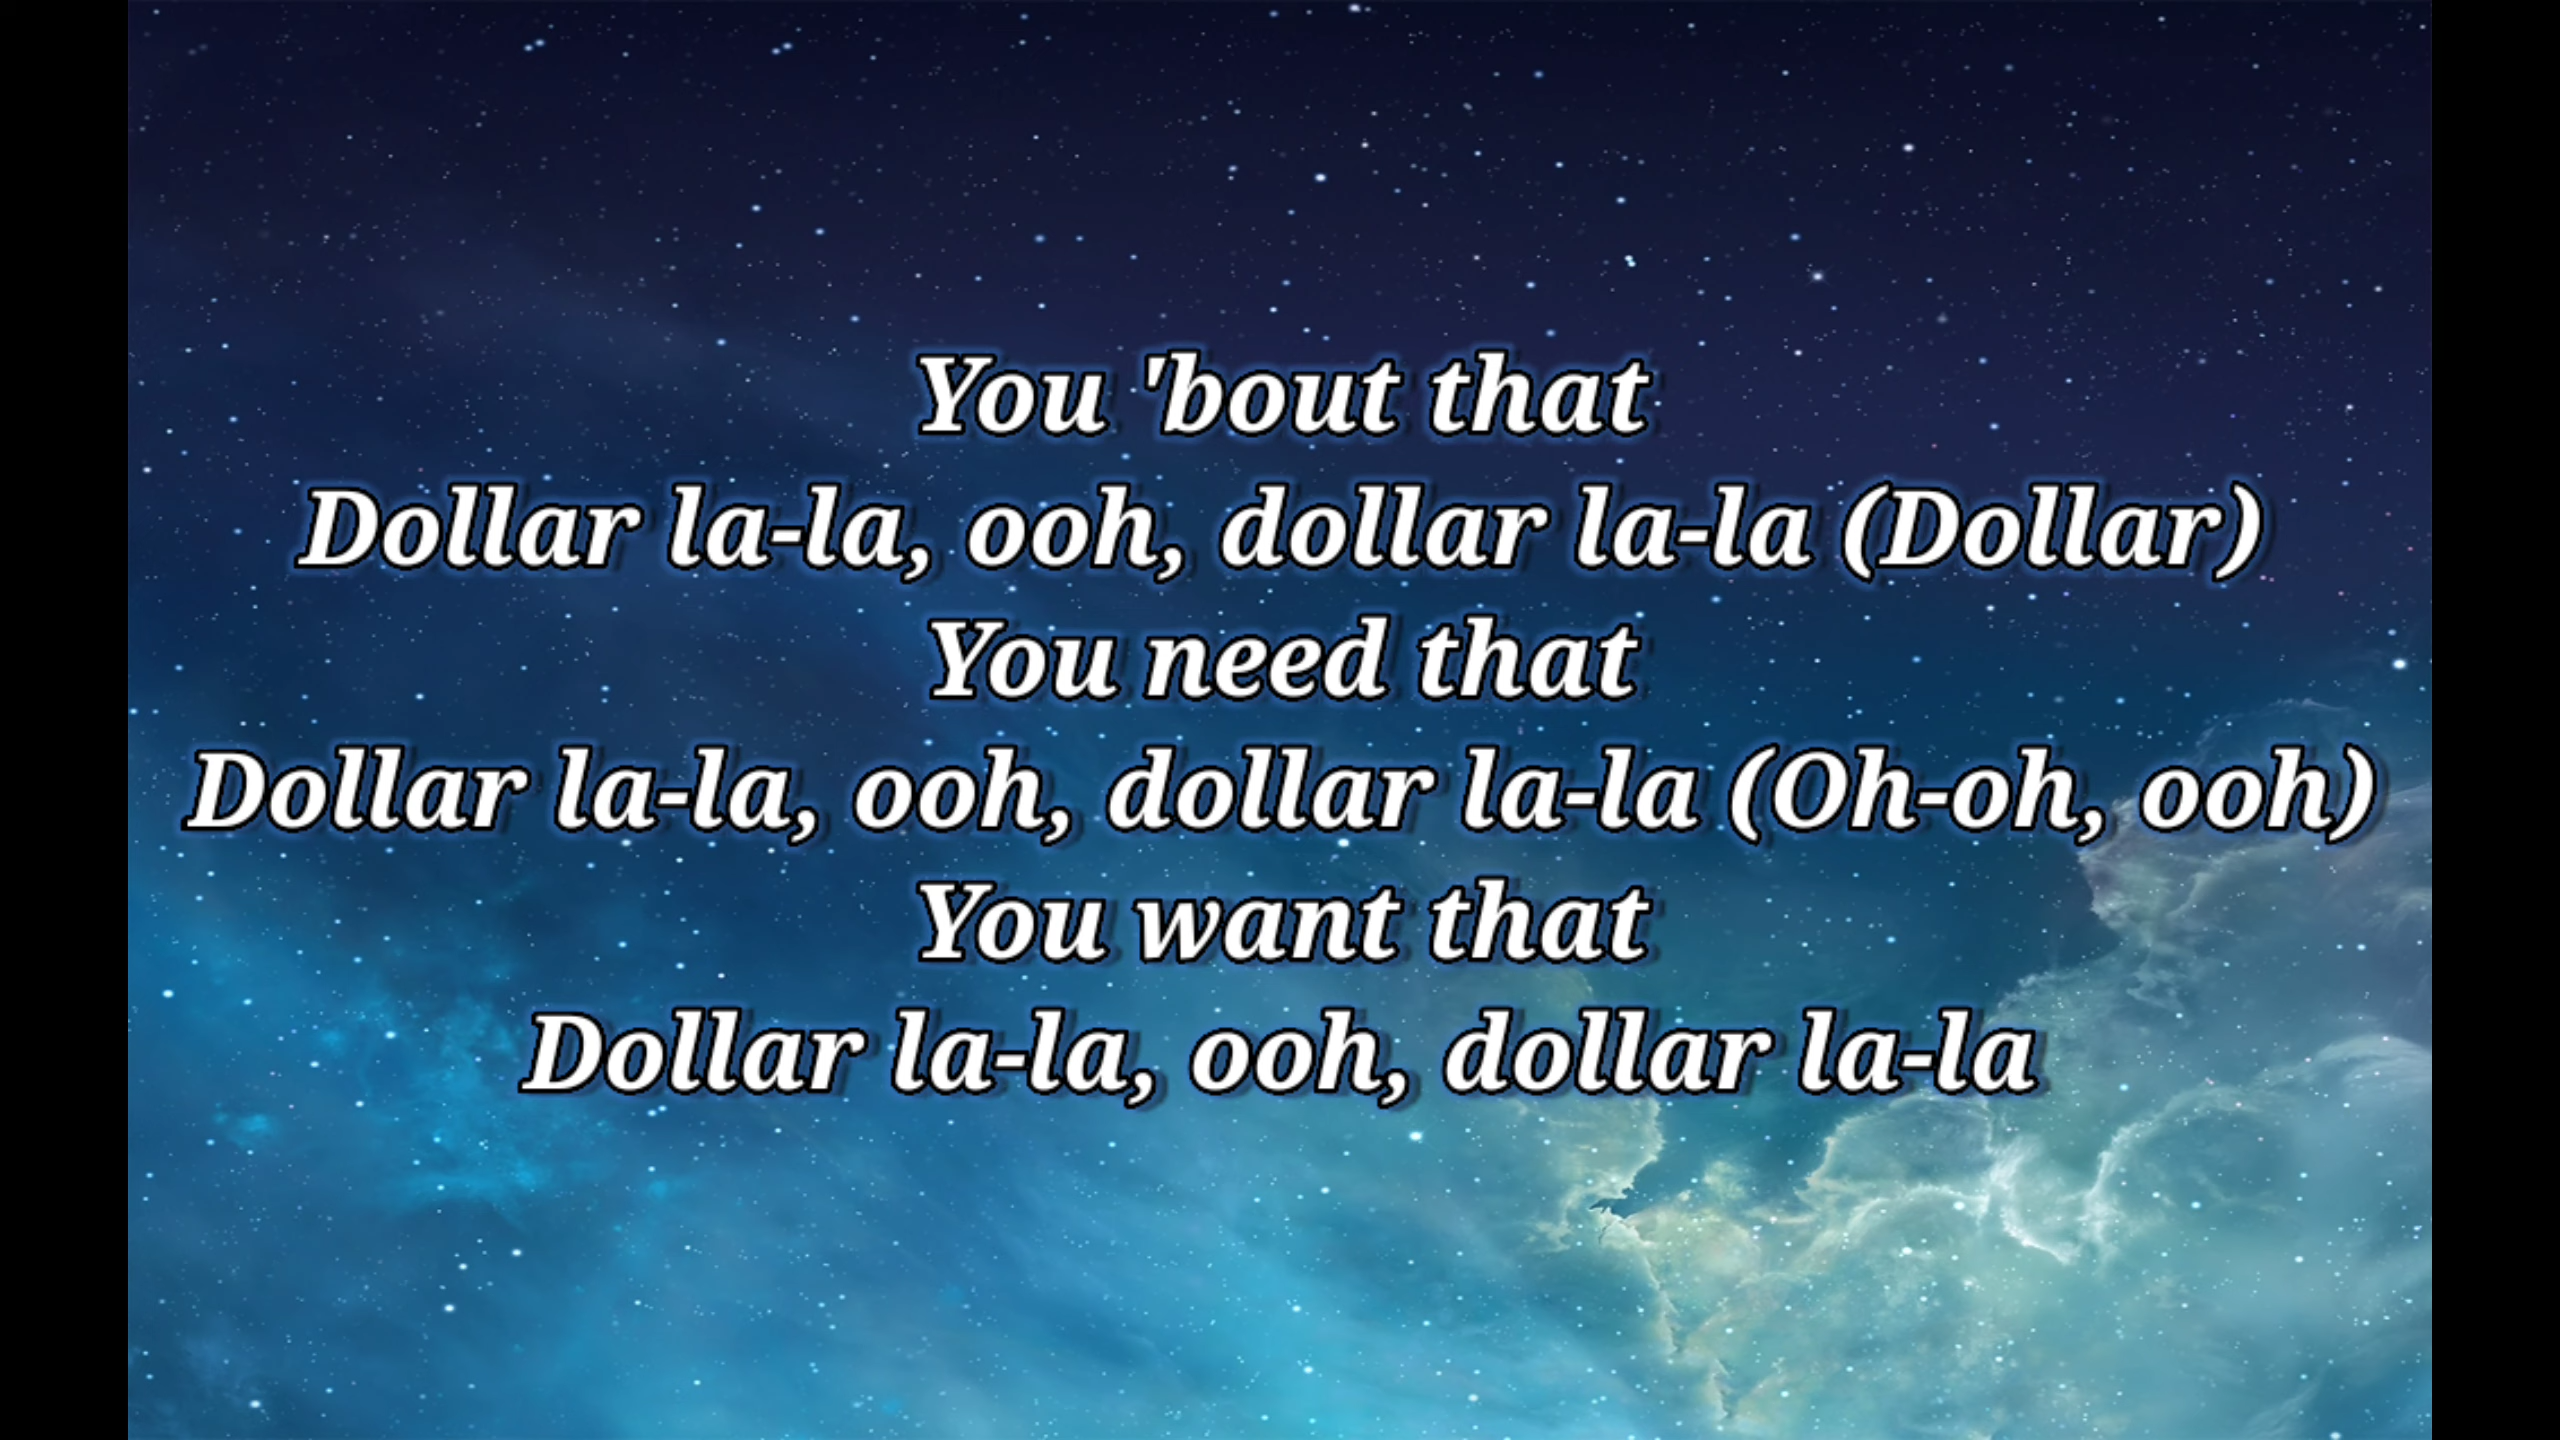 You 'bout that
Dollar la-la, ooh, dollar la-la (Dollar)
You need that
Dollar la-la, ooh, dollar la-la (Oh-oh, ooh)
You want that
Dollar la-la, ooh, dollar la-la